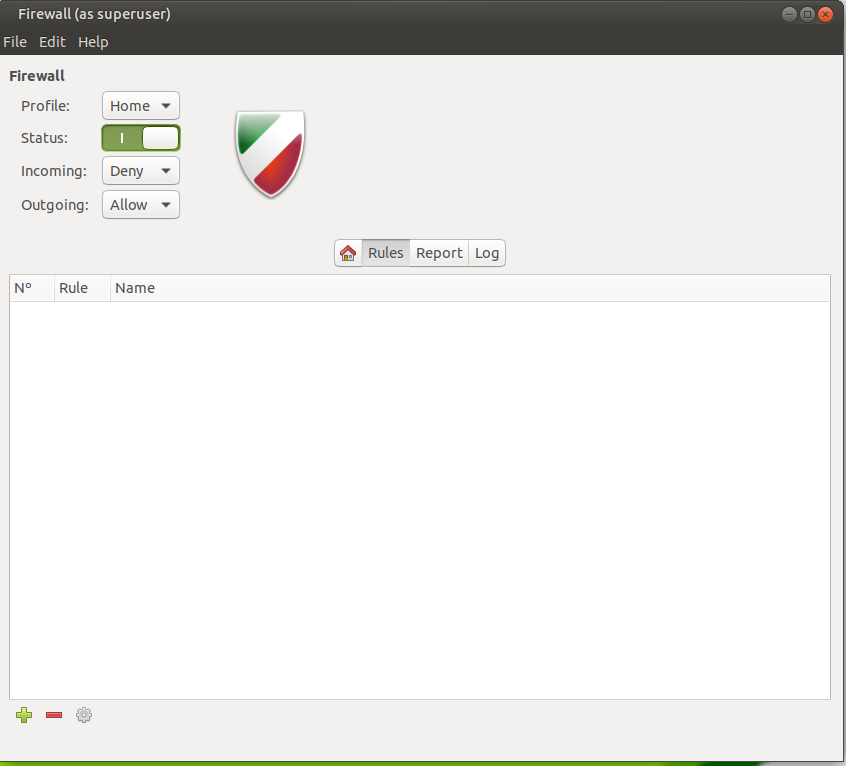 Firewall (as superuser)
File Edit Help
Firewall
Profile: Home
Status:
Incoming: Deny
Outgoing: Allow
Rules Report Log
Nº Rule Name